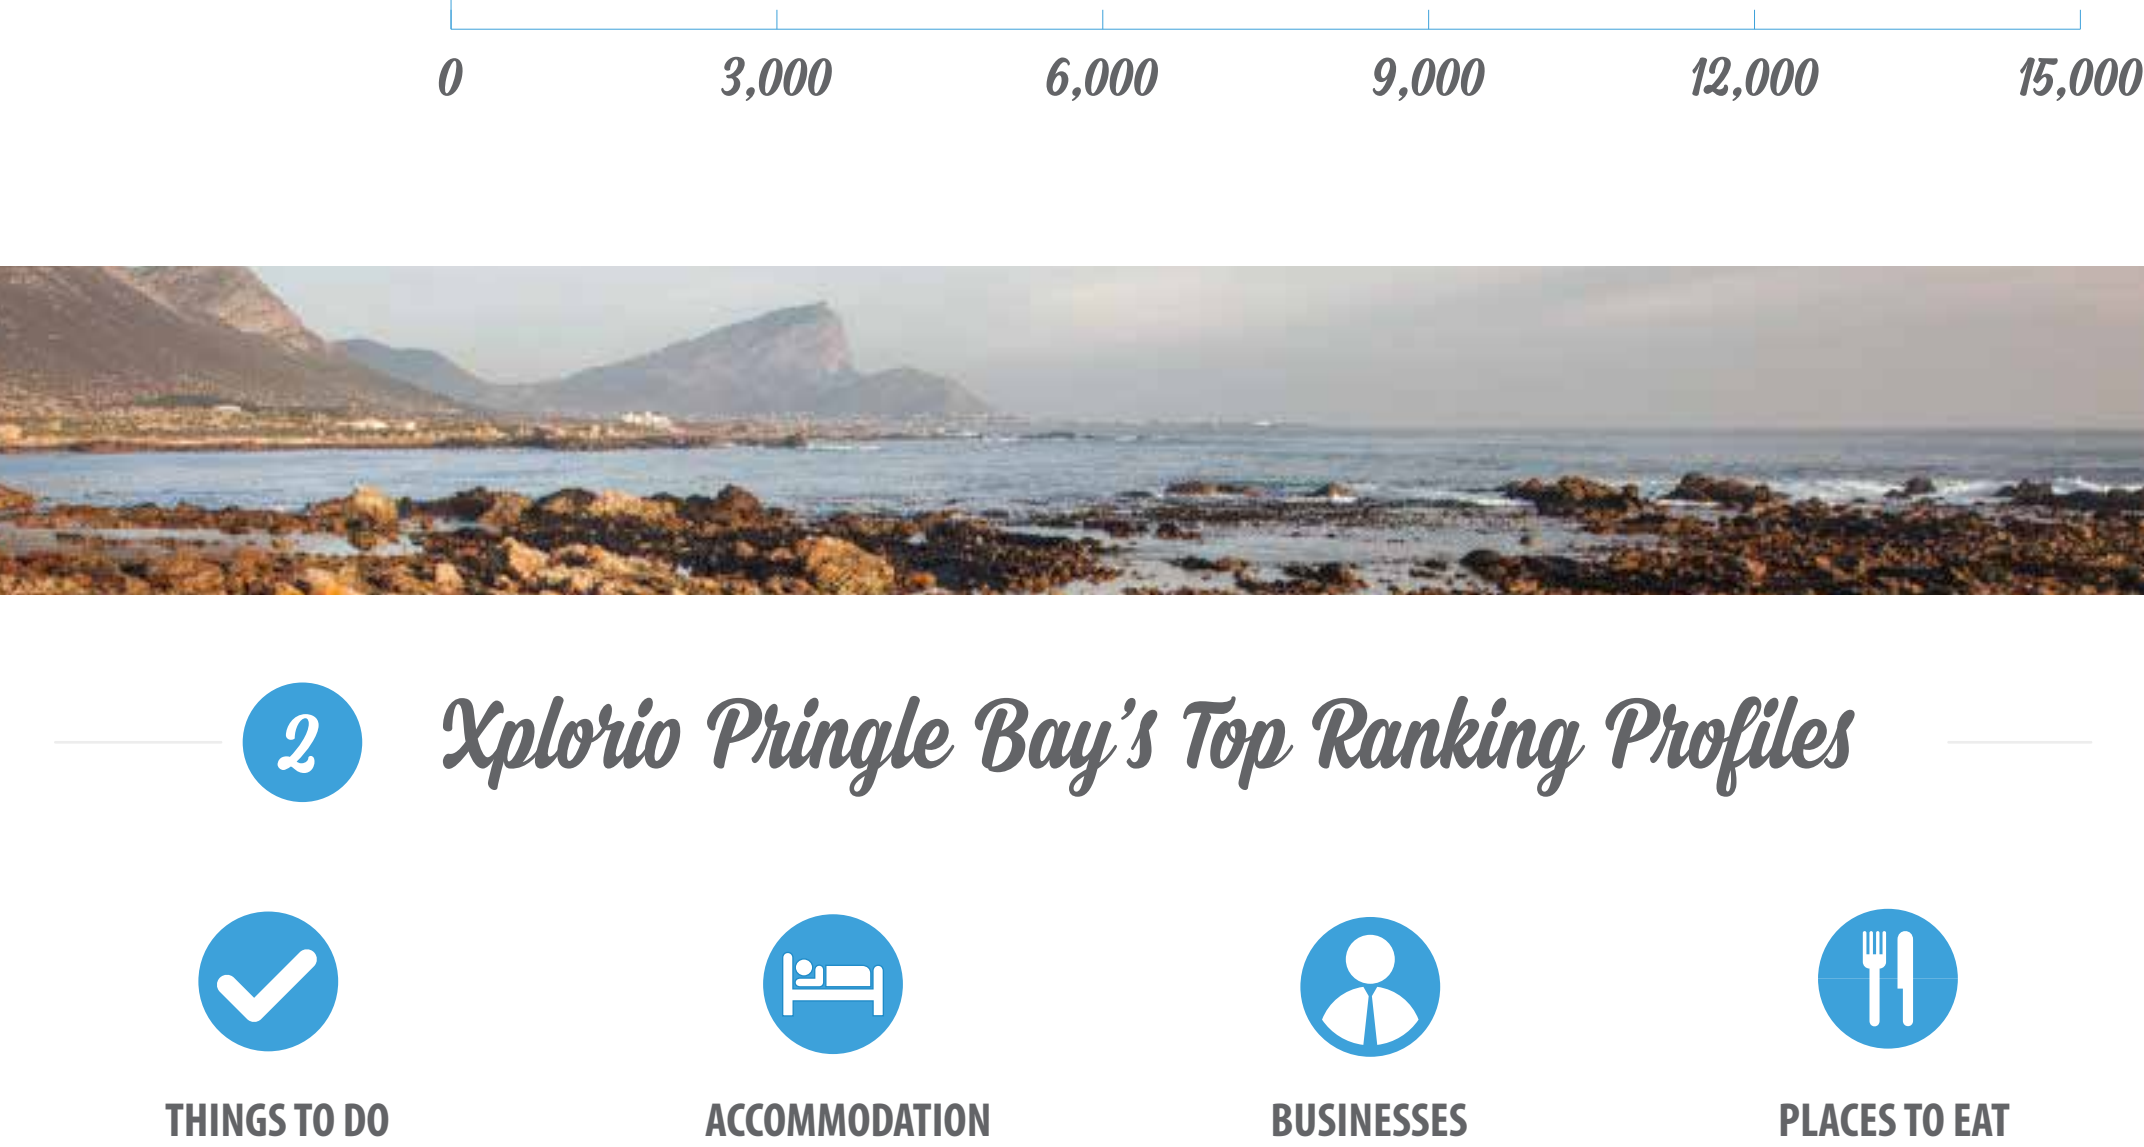 0 3,000 6,000 9,000 12,000 15,000
2 Xplorio Pringle Bay's Top Ranking Profiles
THINGS TO DO ACCOMMODATION BUSINESSES PLACES TO EAT